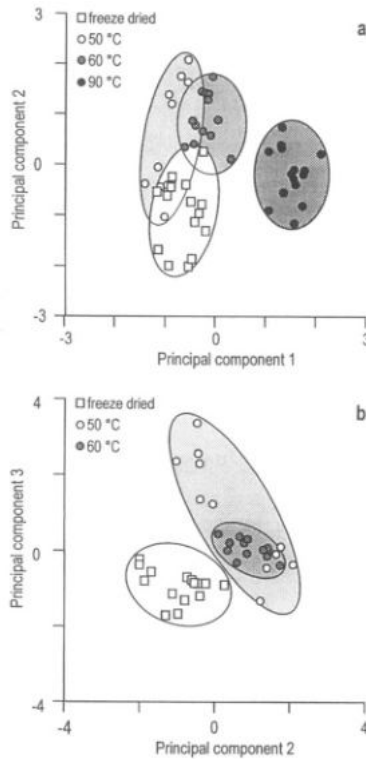 3
a
freeze dried
50 °C
60 °C
90 °C
Principal component 2
0
-3
-3
0
3
Principal component 1
4
b
freeze dried
50 °C
60 °C
Principal component 3
0
-4
-4
0
4
Principal component 2